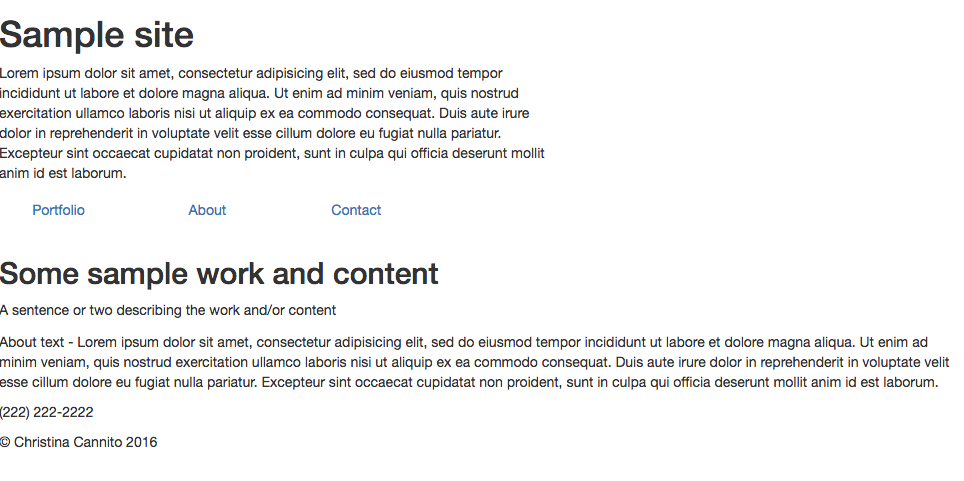 Sample site
Lorem ipsum dolor sit amet, consectetur adipisicing elit, sed do eiusmod tempor
incididunt ut labore et dolore magna aliqua. Ut enim ad minim veniam, quis nostrud
exercitation ullamco laboris nisi ut aliquip ex ea commodo consequat. Duis aute irure
dolor in reprehenderit in voluptate velit esse cillum dolore eu fugiat nulla pariatur.
Excepteur sint occaecat cupidatat non proident, sunt in culpa qui officia deserunt mollit
anim id est laborum.
Portfolio About Contact
Some sample work and content
A sentence or two describing the work and/or content
About text - Lorem ipsum dolor sit amet, consectetur adipisicing elit, sed do eiusmod tempor incididunt ut labore et dolore magna aliqua. Ut enim ad
minim veniam, quis nostrud exercitation ullamco laboris nisi ut aliquip ex ea commodo consequat. Duis aute irure dolor in reprehenderit in voluptate velit
esse cillum dolore eu fugiat nulla pariatur. Excepteur sint occaecat cupidatat non proident, sunt in culpa qui officia deserunt mollit anim id est laborum.
(222) 222-2222
© Christina Cannito 2016